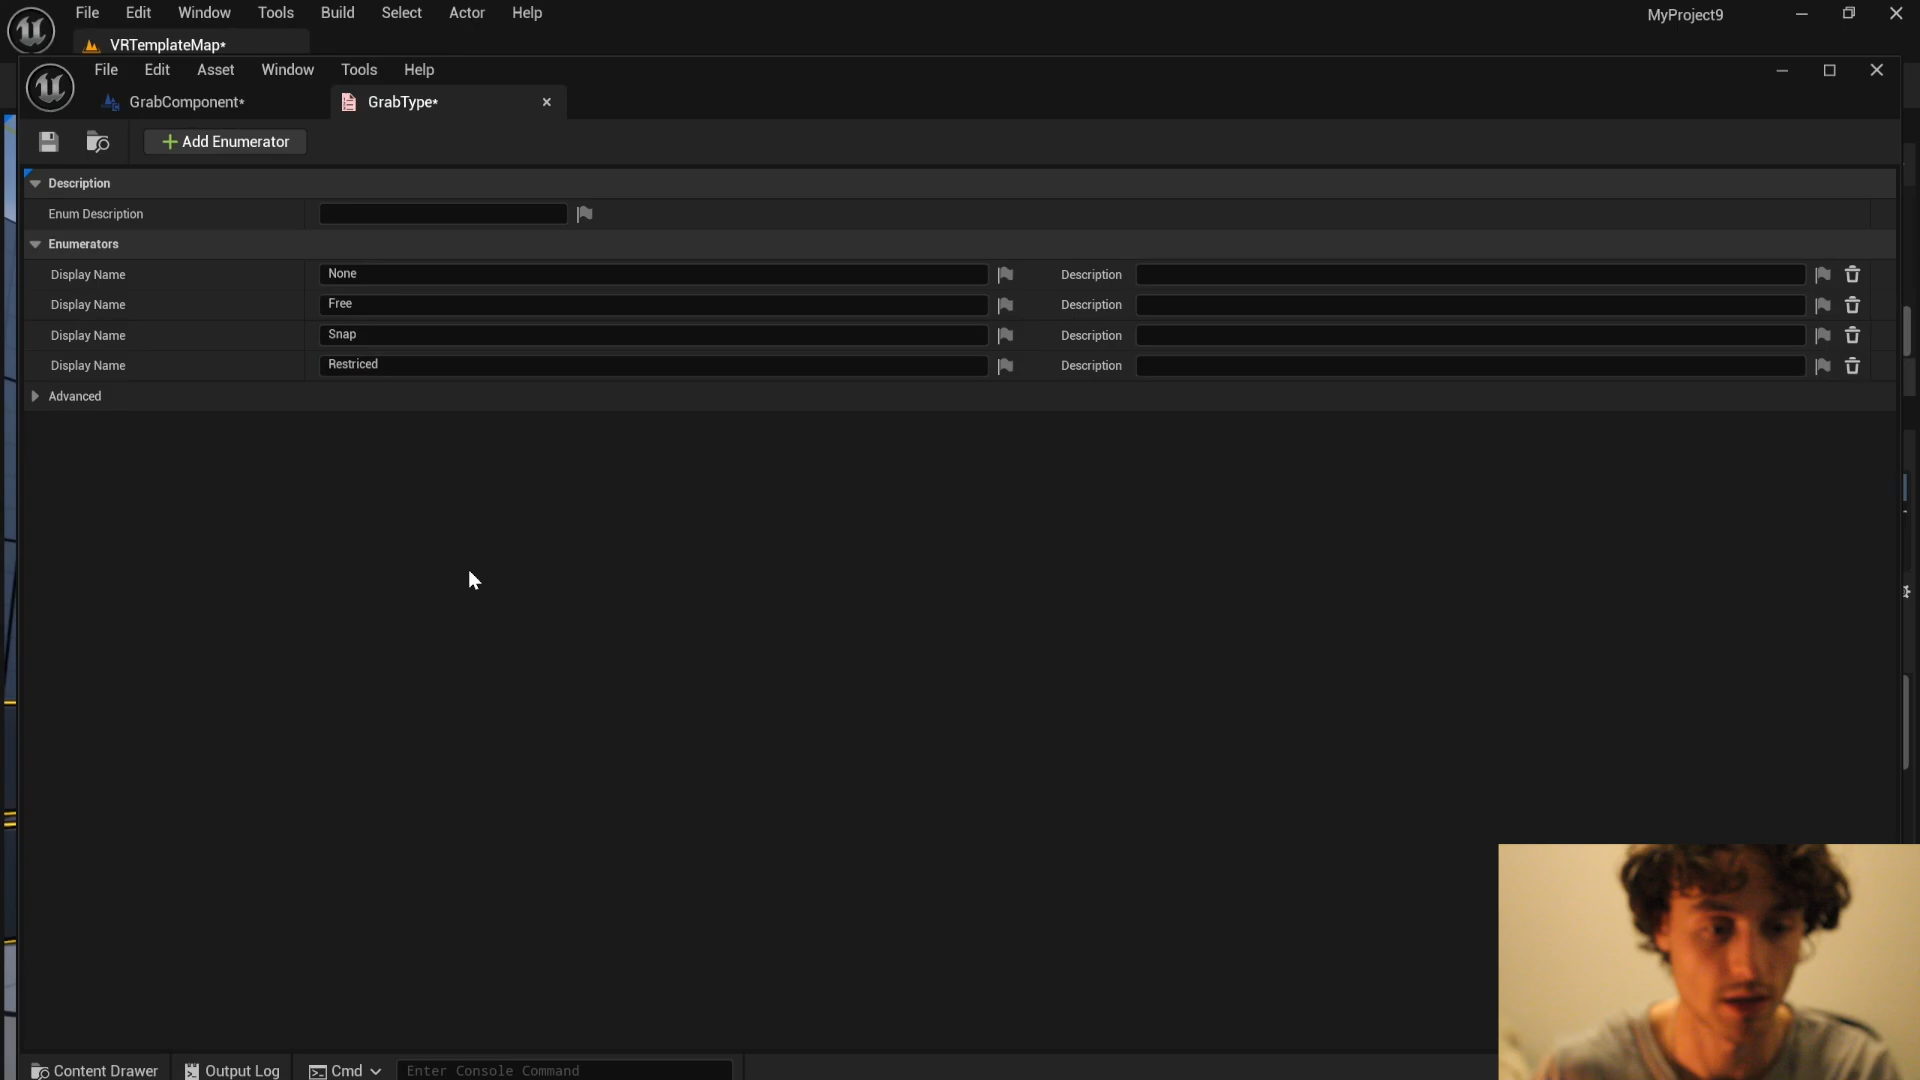 File Edit Window Tools Build Select Actor Help MyProject9
VRTemplateMap*
File Edit Asset Window Tools Help
GrabComponent* GrabType*
Add Enumerator
Description
Enum Description
Enumerators
Display Name None Description
Display Name Free Description
Display Name Snap Description
Display Name Restriced Description
Advanced
Content Drawer Output Log Cmd Enter Console Command